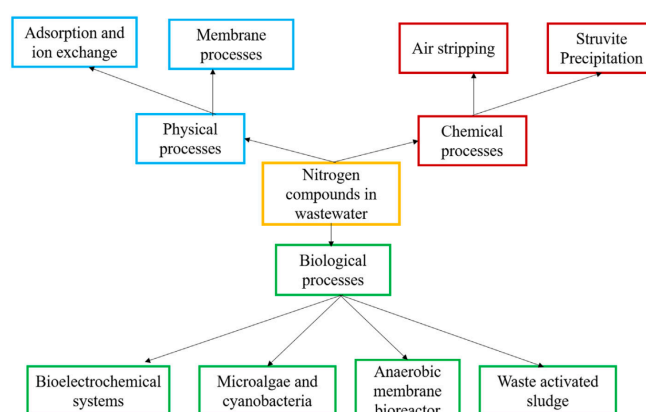 Adsorption and
ion exchange
Membrane
processes
Air stripping
Struvite
Precipitation
Physical
processes
Chemical
processes
Nitrogen
compounds in
wastewater
Biological
processes
Bioelectrochemical
systems
Microalgae and
cyanobacteria
Anaerobic
membrane
bioreactor
Waste activated
sludge